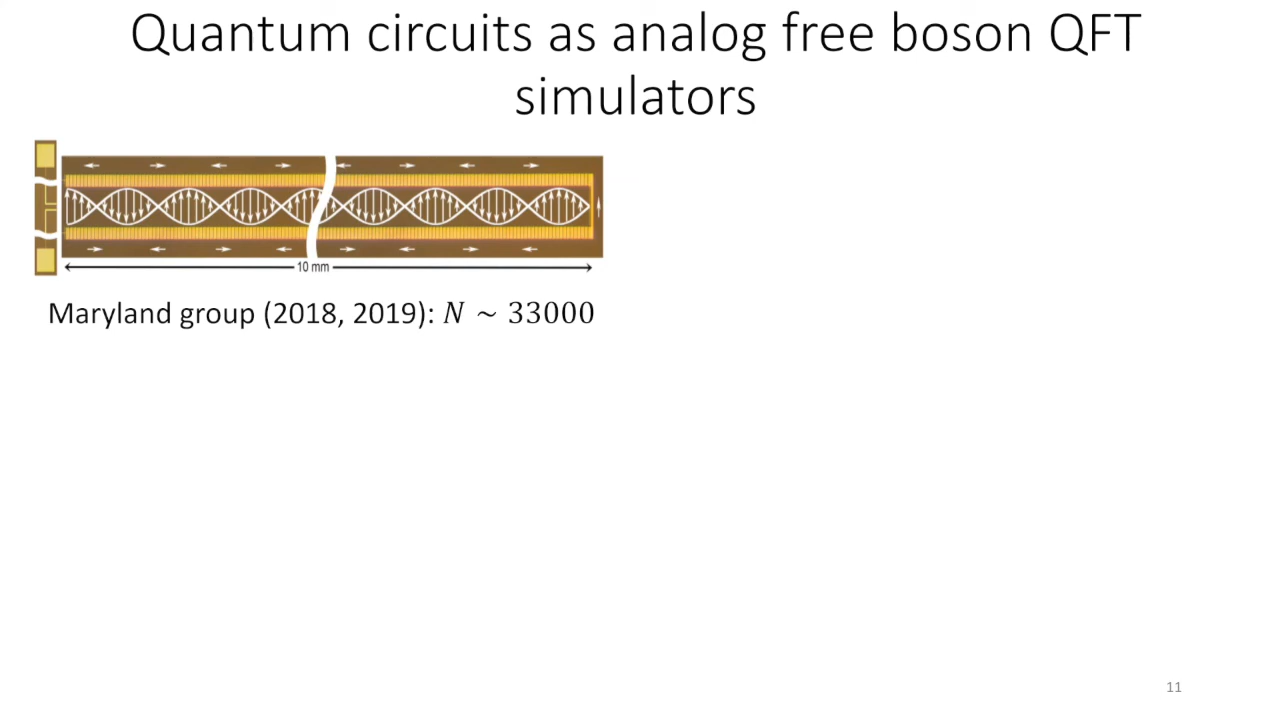 Quantum circuits as analog free boson QFT
simulators
10 mm
Maryland group (2018, 2019): N ~ 33000
11